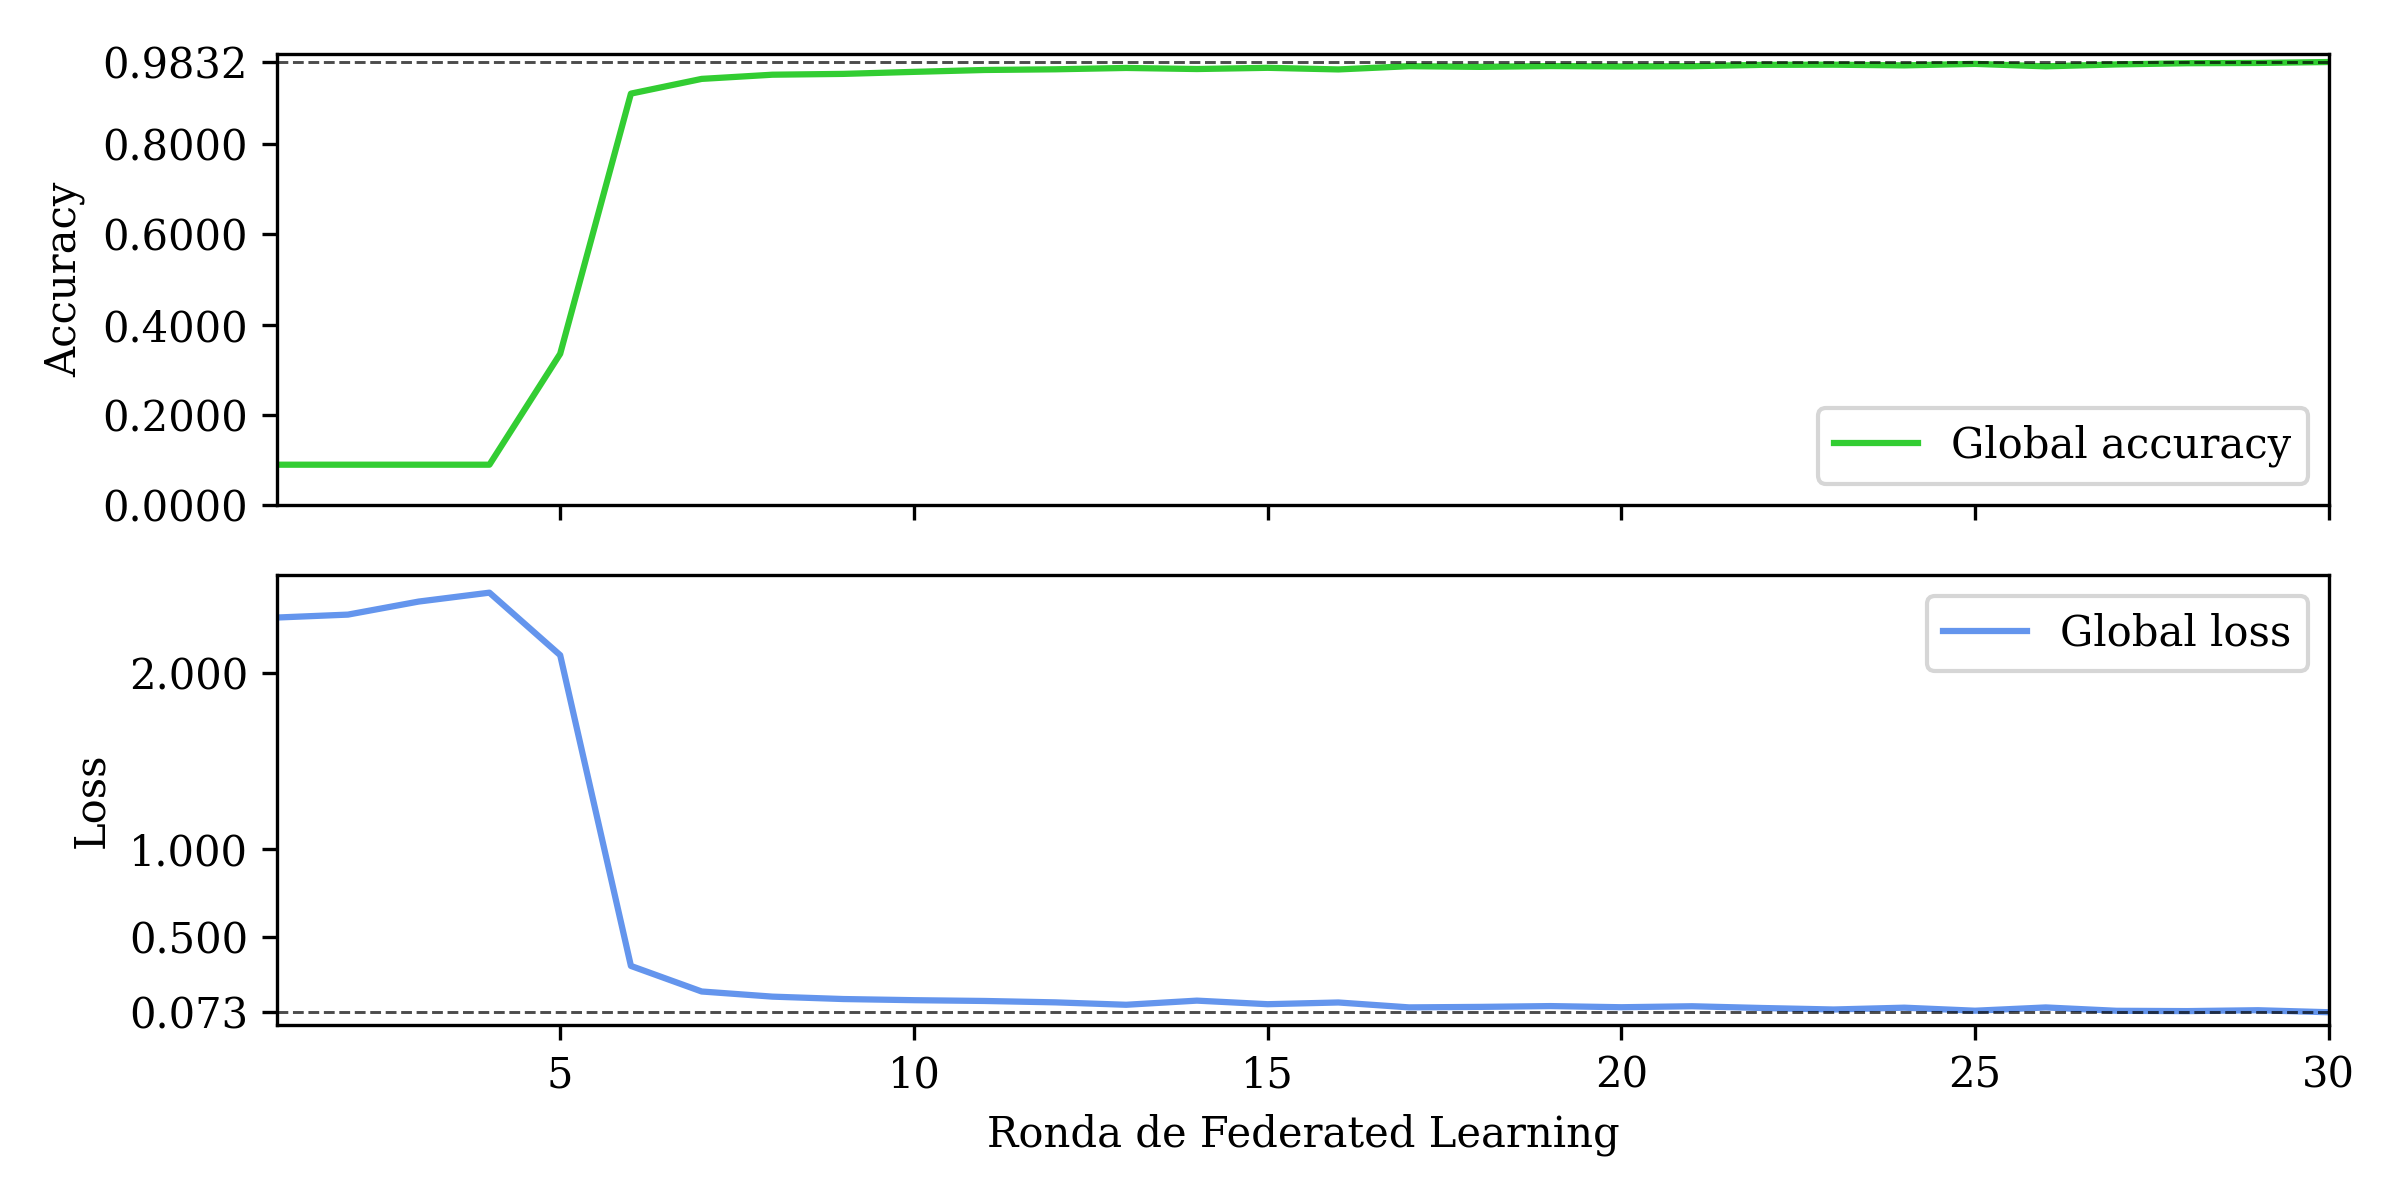 Accuracy
0.9832
0.8000
0.6000
0.4000
0.2000
0.0000
Global accuracy
Loss
2.000
1.000
0.500
0.073
Global loss
5 10 15 20 25 30
Ronda de Federated Learning